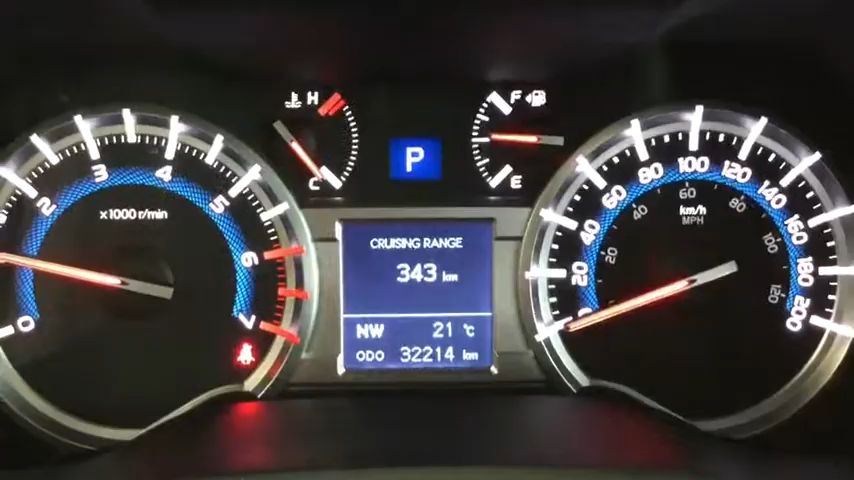 H
F
P
C
E
2
3
4
5
6
7
0
x1000 r/min
CRUISING RANGE
343 km
NW 21 °C
ODO 32214 km
20
40
60
80
100
120
140
160
180
200
km/h
MPH
20
40
60
80
100
120